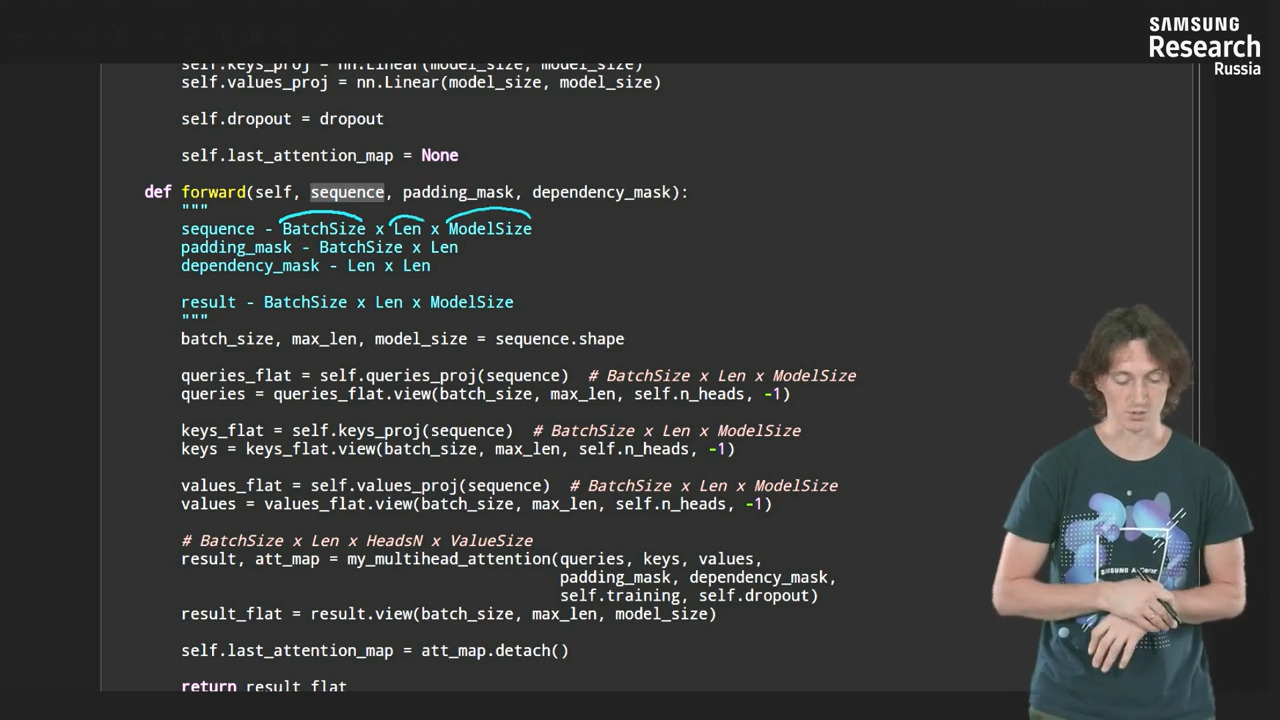 SAMSUNG
Research
Russia
self.keys_proj = nn.Linear(model_size, model_size)
self.values_proj = nn.Linear(model_size, model_size)
self.dropout = dropout
self.last_attention_map = None
def forward(self, sequence, padding_mask, dependency_mask):
"""
sequence - BatchSize x Len x ModelSize
padding_mask - BatchSize x Len
dependency_mask - Len x Len
result - BatchSize x Len x ModelSize
"""
batch_size, max_len, model_size = sequence.shape
queries_flat = self.queries_proj(sequence)  # BatchSize x Len x ModelSize
queries = queries_flat.view(batch_size, max_len, self.n_heads, -1)
keys_flat = self.keys_proj(sequence)  # BatchSize x Len x ModelSize
keys = keys_flat.view(batch_size, max_len, self.n_heads, -1)
values_flat = self.values_proj(sequence)  # BatchSize x Len x ModelSize
values = values_flat.view(batch_size, max_len, self.n_heads, -1)
# BatchSize x Len x HeadsN x ValueSize
result, att_map = my_multihead_attention(queries, keys, values,
padding_mask, dependency_mask,
self.training, self.dropout)
result_flat = result.view(batch_size, max_len, model_size)
self.last_attention_map = att_map.detach()
return result_flat